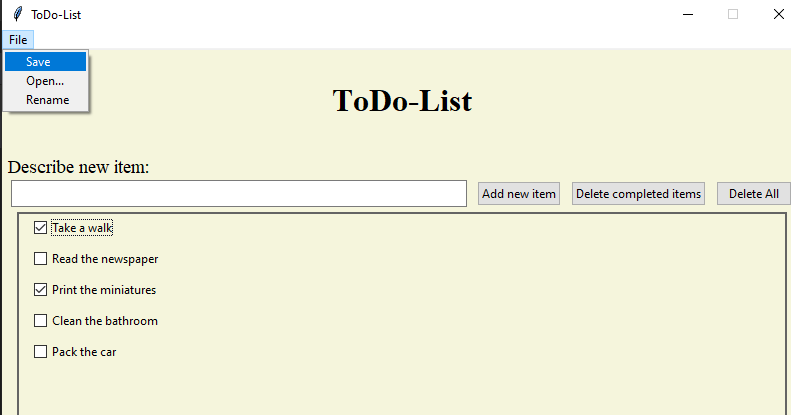 ToDo-List
File
Save
Open...
Rename
ToDo-List
Describe new item:
Add new item Delete completed items Delete All
Take a walk
Read the newspaper
Print the miniatures
Clean the bathroom
Pack the car